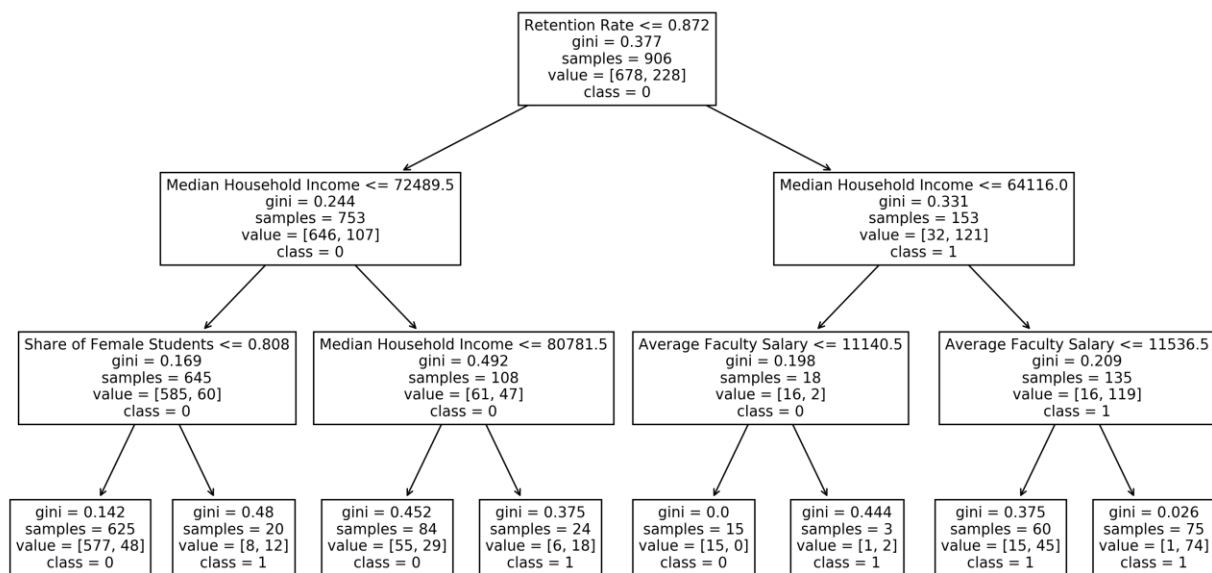 Retention Rate <= 0.872
gini = 0.377
samples = 906
value = [678, 228]
class = 0
Median Household Income <= 72489.5
gini = 0.244
samples = 753
value = [646, 107]
class = 0
Median Household Income <= 64116.0
gini = 0.331
samples = 153
value = [32, 121]
class = 1
Share of Female Students <= 0.808
gini = 0.169
samples = 645
value = [585, 60]
class = 0
Median Household Income <= 80781.5
gini = 0.492
samples = 108
value = [61, 47]
class = 0
Average Faculty Salary <= 11140.5
gini = 0.198
samples = 18
value = [16, 2]
class = 0
Average Faculty Salary <= 11536.5
gini = 0.209
samples = 135
value = [16, 119]
class = 1
gini = 0.142
samples = 625
value = [577, 48]
class = 0
gini = 0.48
samples = 20
value = [8, 12]
class = 1
gini = 0.452
samples = 84
value = [55, 29]
class = 0
gini = 0.375
samples = 24
value = [6, 18]
class = 1
gini = 0.0
samples = 15
value = [15, 0]
class = 0
gini = 0.444
samples = 3
value = [1, 2]
class = 1
gini = 0.375
samples = 60
value = [15, 45]
class = 1
gini = 0.026
samples = 75
value = [1, 74]
class = 1